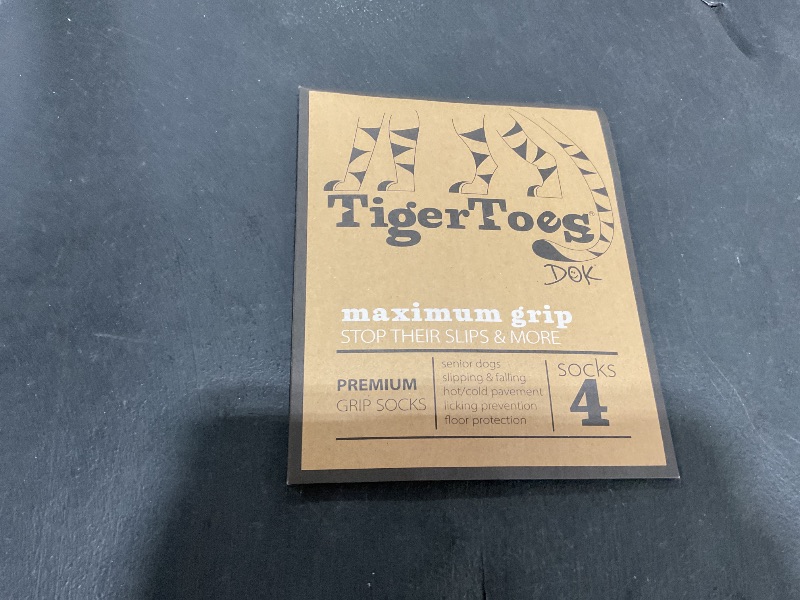 TigerToes®
DOK
maximum grip
STOP THEIR SLIPS & MORE
PREMIUM
GRIP SOCKS
senior dogs
slipping & falling
hot/cold pavement
licking prevention
floor protection
SOCKS
4